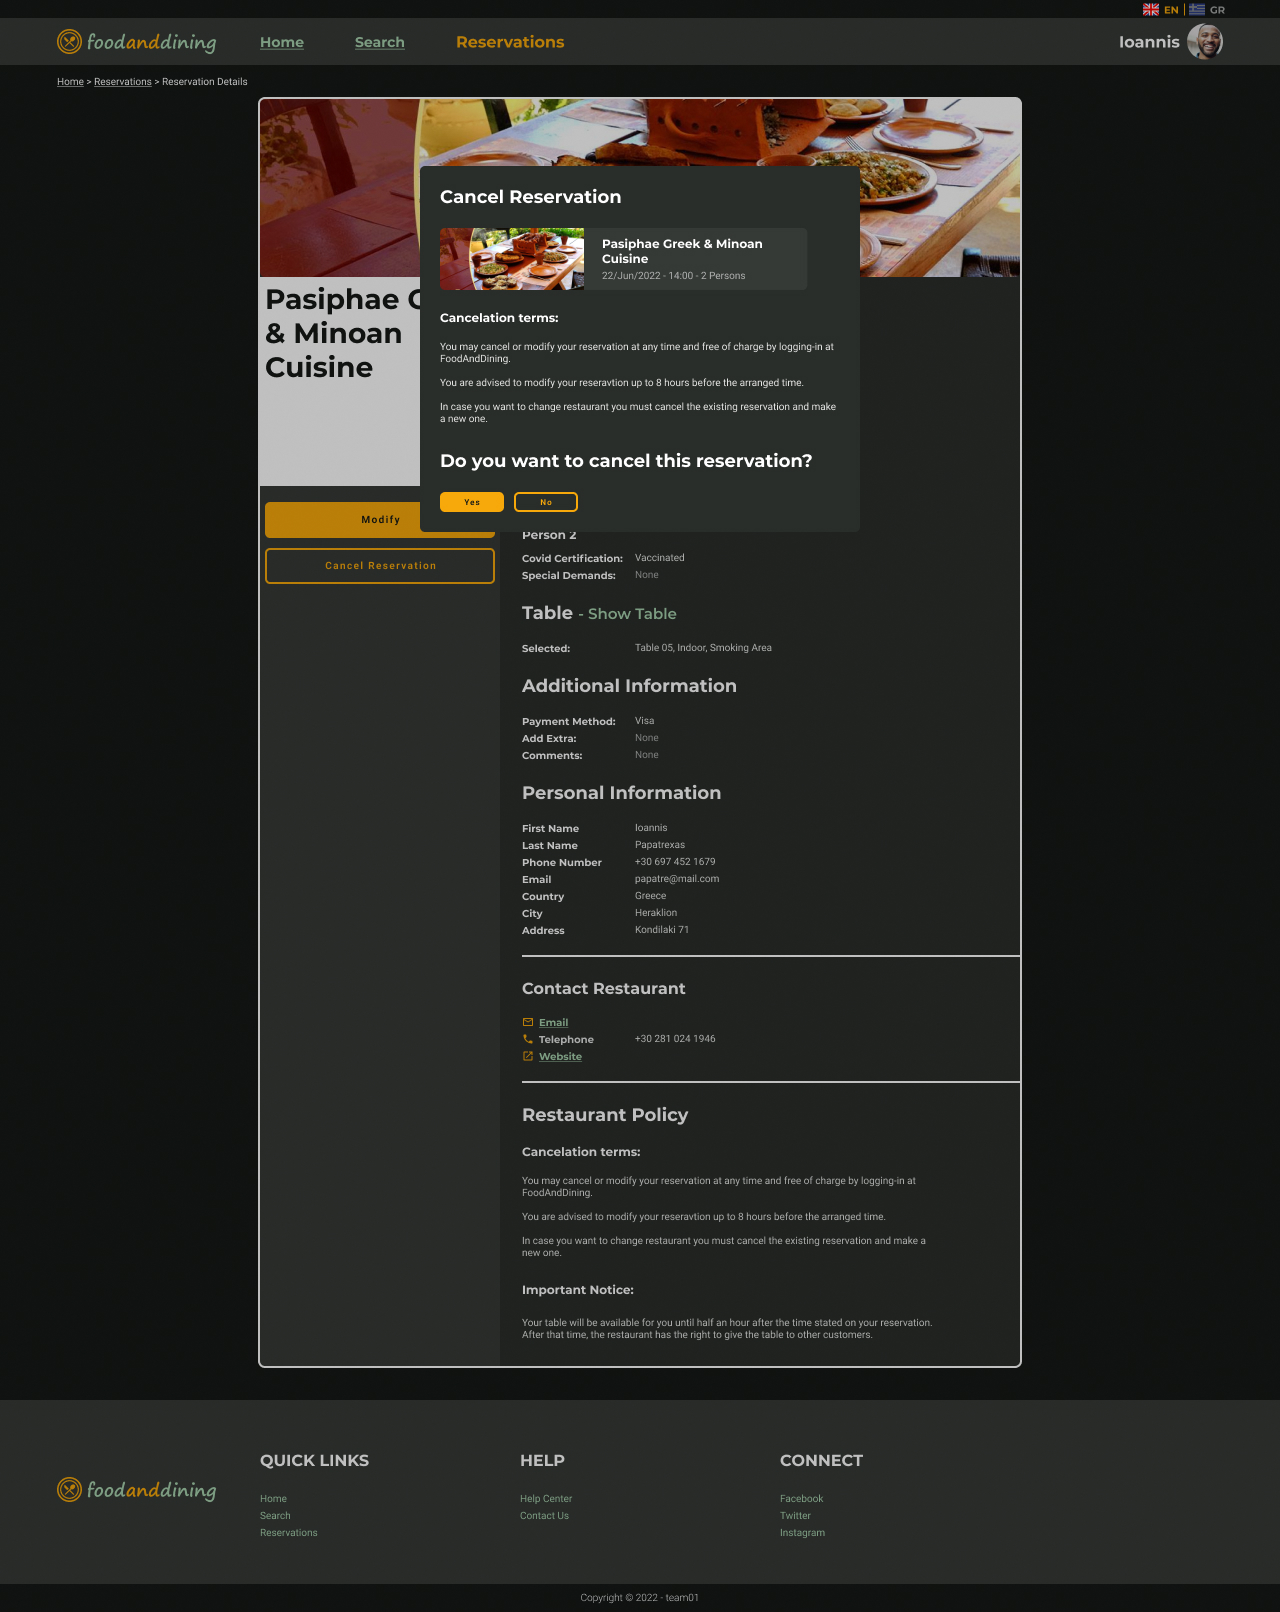 EN | GR
foodanddining
Home
Search
Reservations
Ioannis
Home > Reservations > Reservation Details
Cancel Reservation
Pasiphae Greek & Minoan
Cuisine
22/Jun/2022 - 14:00 - 2 Persons
Cancelation terms:
You may cancel or modify your reservation at any time and free of charge by logging-in at
FoodAndDining.
You are advised to modify your reseravtion up to 8 hours before the arranged time.
In case you want to change restaurant you must cancel the existing reservation and make
a new one.
Do you want to cancel this reservation?
Yes
No
Pasiphae
& Minoan
Cuisine
Modify
Cancel Reservation
Person 2
Covid Certification: Vaccinated
Special Demands: None
Table - Show Table
Selected: Table 05, Indoor, Smoking Area
Additional Information
Payment Method: Visa
Add Extra: None
Comments: None
Personal Information
First Name Ioannis
Last Name Papatrexas
Phone Number +30 697 452 1679
Email papatre@mail.com
Country Greece
City Heraklion
Address Kondilaki 71
Contact Restaurant
Email
Telephone +30 281 024 1946
Website
Restaurant Policy
Cancelation terms:
You may cancel or modify your reservation at any time and free of charge by logging-in at
FoodAndDining.
You are advised to modify your reseravtion up to 8 hours before the arranged time.
In case you want to change restaurant you must cancel the existing reservation and make a
new one.
Important Notice:
Your table will be available for you until half an hour after the time stated on your reservation.
After that time, the restaurant has the right to give the table to other customers.
foodanddining
QUICK LINKS
Home
Search
Reservations
HELP
Help Center
Contact Us
CONNECT
Facebook
Twitter
Instagram
Copyright © 2022 - team01